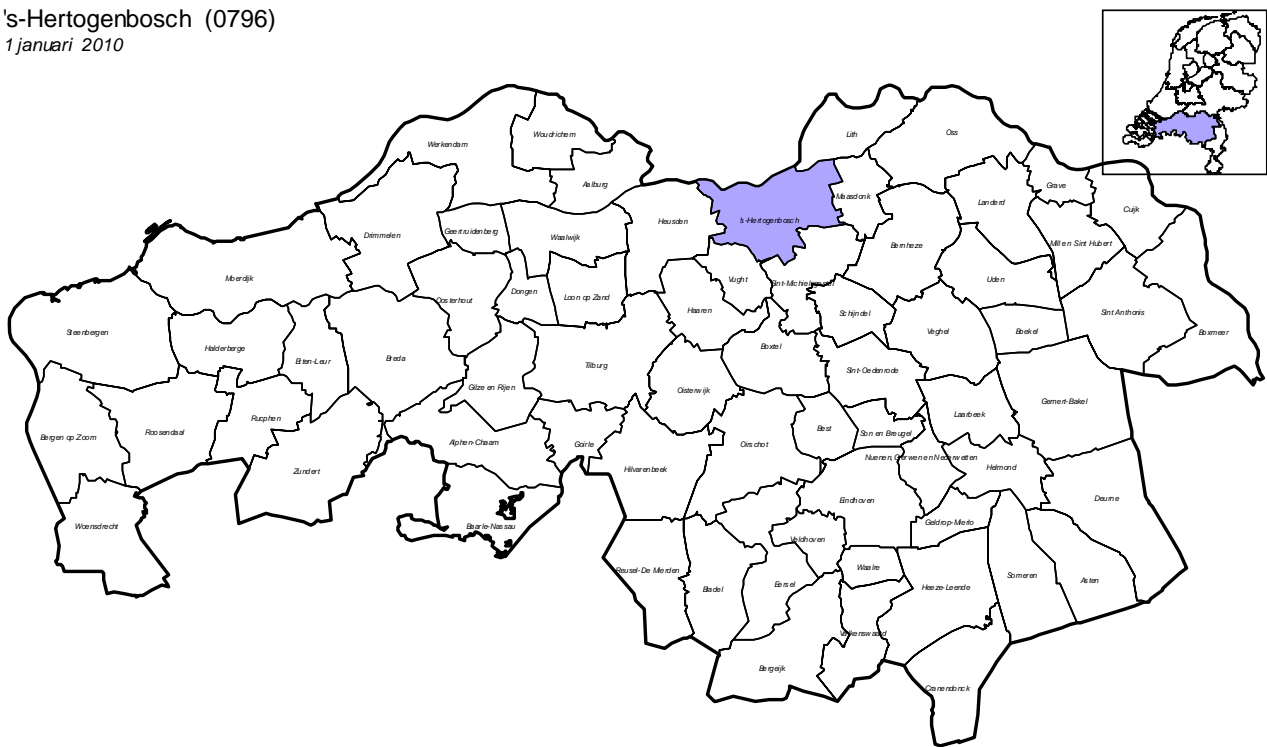 's-Hertogenbosch (0796)
1 januari 2010
Woudrichem
Lith
Oss
Werkendam
Aalburg
Grave
Maasdonk
Landerd
Cuijk
Heusden
's-Hertogenbosch
Geertruidenberg
Drimmelen
Waalwijk
Bernheze
Mill en Sint Hubert
Moerdijk
Vught
Uden
Sint-Michielsgestel
Dongen
Loon op Zand
Oosterhout
Haaren
Schijndel
Sint Anthonis
Steenbergen
Veghel
Boekel
Boxmeer
Halderberge
Boxtel
Etten-Leur
Breda
Tilburg
Sint-Oedenrode
Gilze en Rijen
Oisterwijk
Gemert-Bakel
Rucphen
Laarbeek
Roosendaal
Best
Son en Breugel
Bergen op Zoom
Alphen-Chaam
Goirle
Oirschot
Nuenen, Gerwen en Nederwetten
Zundert
Hilvarenbeek
Helmond
Eindhoven
Deurne
Woensdrecht
Baarle-Nassau
Geldrop-Mierlo
Veldhoven
Reusel-De Mierden
Waalre
Someren
Asten
Eersel
Bladel
Heeze-Leende
Valkenswaard
Bergeijk
Cranendonck